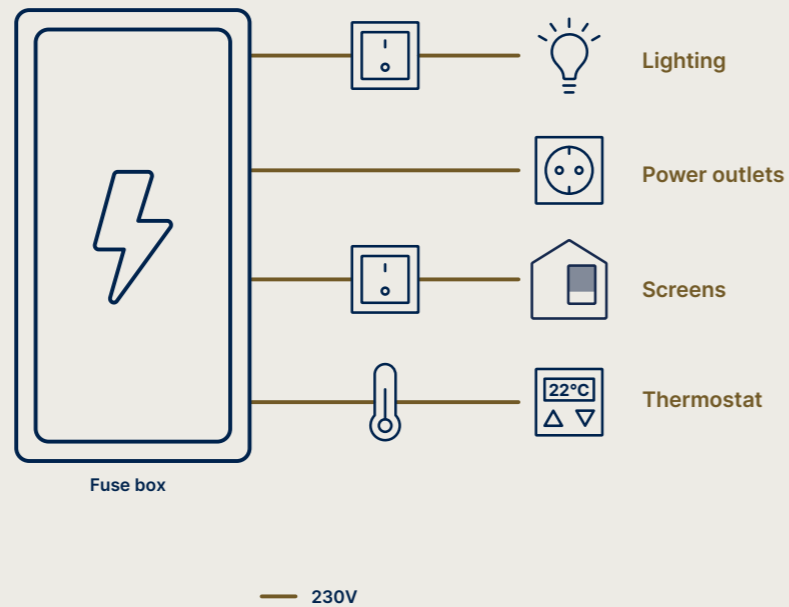 Lighting
Power outlets
Screens
22°C
Thermostat
Fuse box
230V